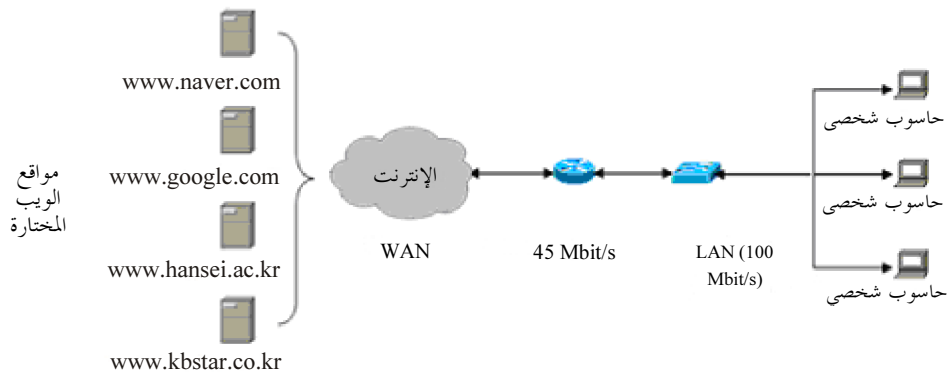 www.naver.com
www.google.com
www.hansei.ac.kr
www.kbstar.co.kr
مواقع
الويب
المختارة
الإنترنت
WAN
45 Mbit/s
LAN (100
Mbit/s)
حاسوب شخصي
حاسوب شخصي
حاسوب شخصي